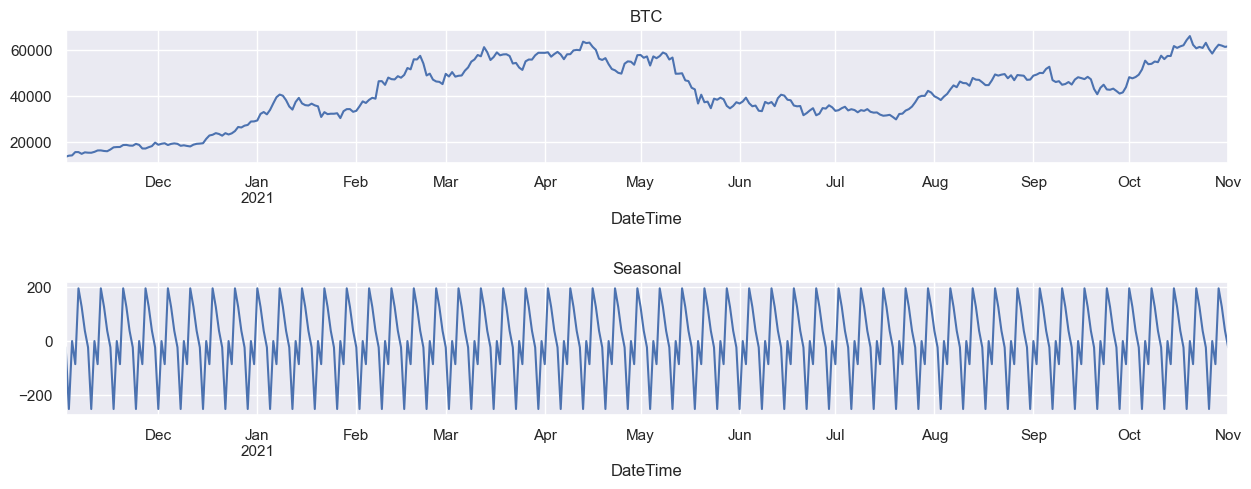 BTC
60000
40000
20000
Dec Jan Feb Mar Apr May Jun Jul Aug Sep Oct Nov
2021
DateTime
Seasonal
200
0
−200
Dec Jan Feb Mar Apr May Jun Jul Aug Sep Oct Nov
2021
DateTime